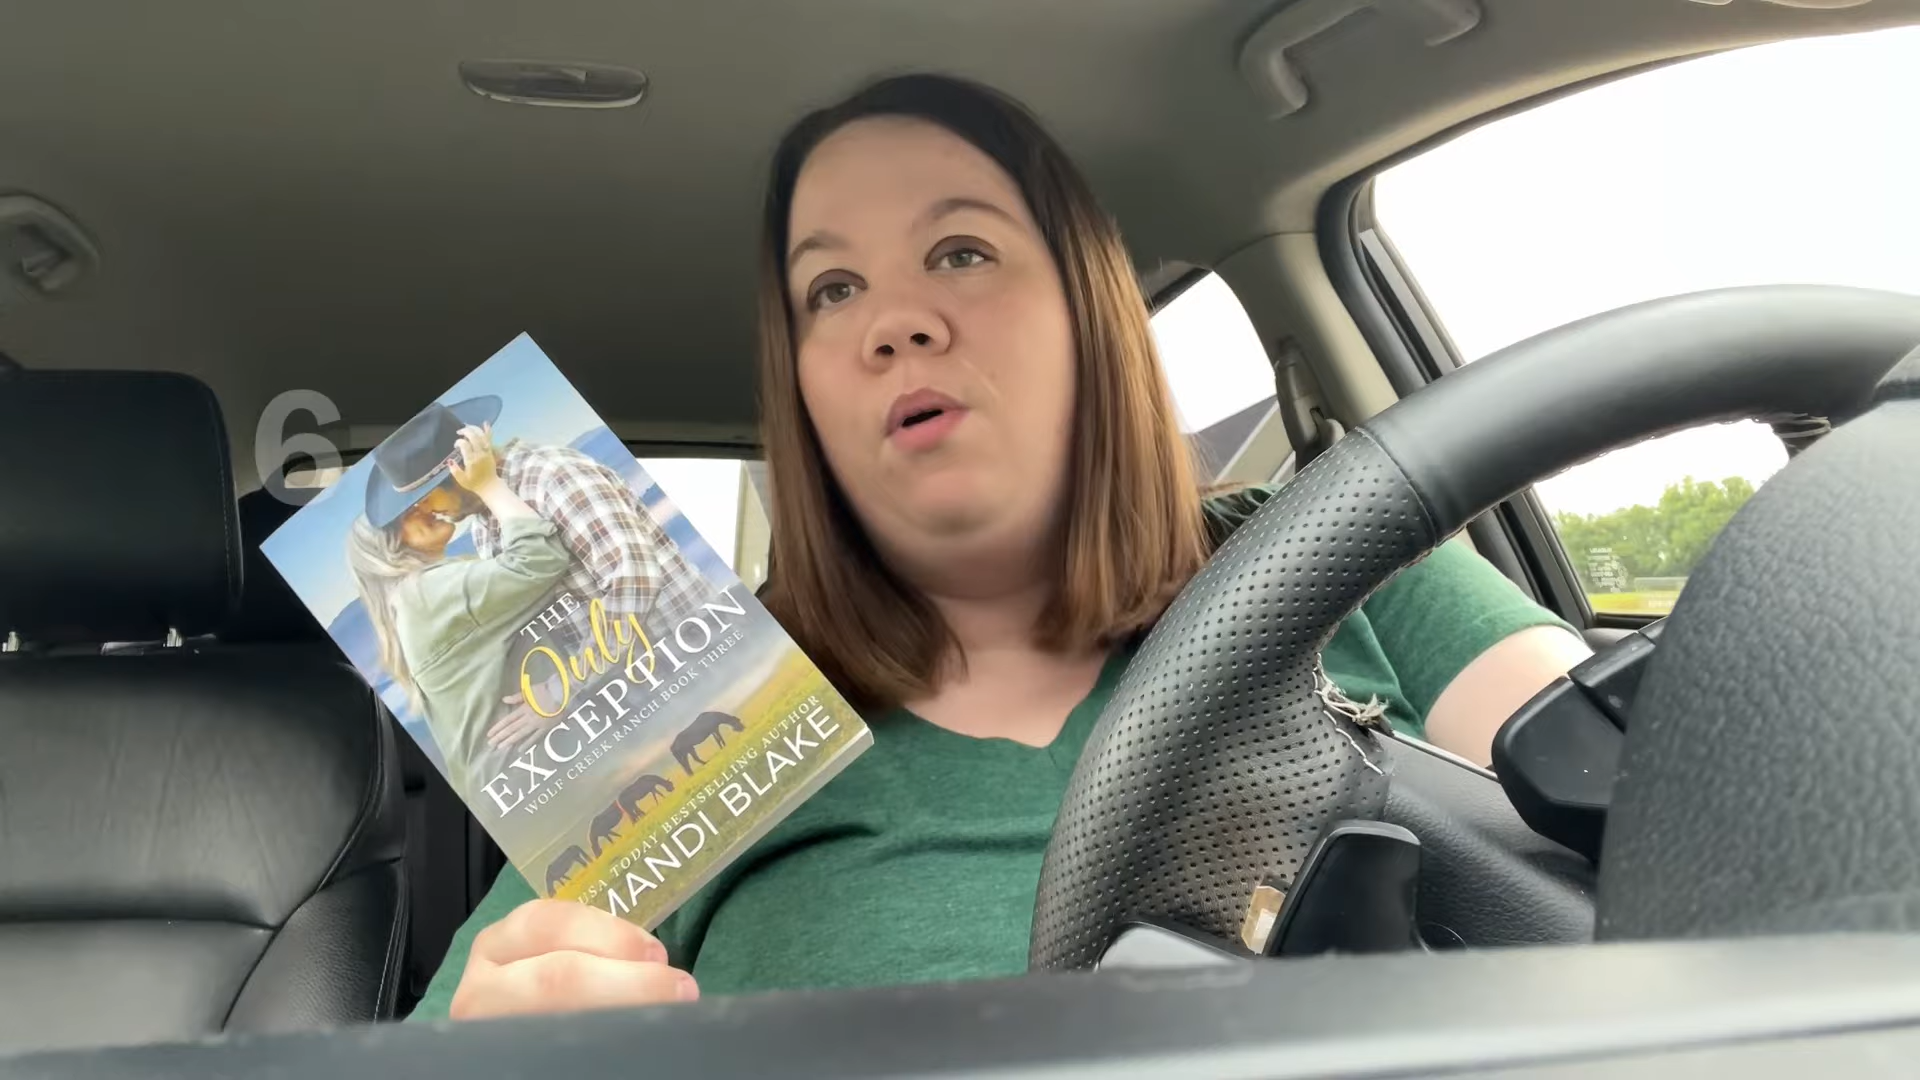 6
THE
Only
EXCEPTION
WOLF CREEK RANCH BOOK THREE
USA TODAY BESTSELLING AUTHOR
MANDI BLAKE